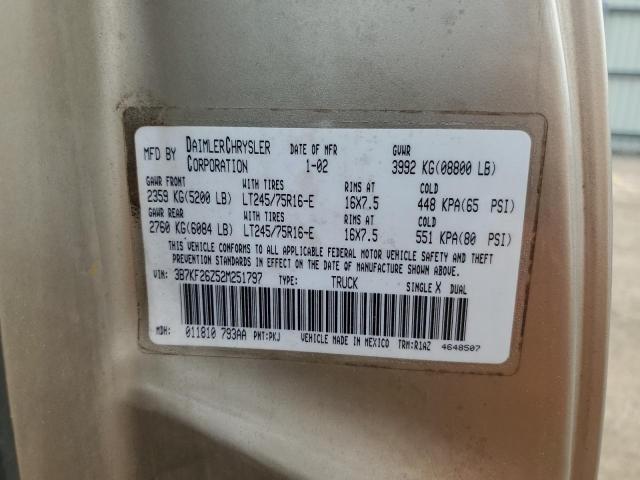 MFD BY DAIMLERCHRYSLER CORPORATION DATE OF MFR 1-02 GVWR 3992 KG(08800 LB)
GAWR FRONT WITH TIRES RIMS AT COLD
2359 KG(5200 LB) LT245/75R16-E 16X7.5 448 KPA(65 PSI)
GAWR REAR WITH TIRES RIMS AT COLD
2760 KG(6084 LB) LT245/75R16-E 16X7.5 551 KPA(80 PSI)
THIS VEHICLE CONFORMS TO ALL APPLICABLE FEDERAL MOTOR VEHICLE SAFETY AND THEFT
PREVENTION STANDARDS IN EFFECT ON THE DATE OF MANUFACTURE SHOWN ABOVE.
VIN: 3B7KF26Z52M251797 TYPE: TRUCK SINGLE X DUAL
MDH: 011810 793AA PNT:PKJ VEHICLE MADE IN MEXICO TRM:R1AZ 4648507